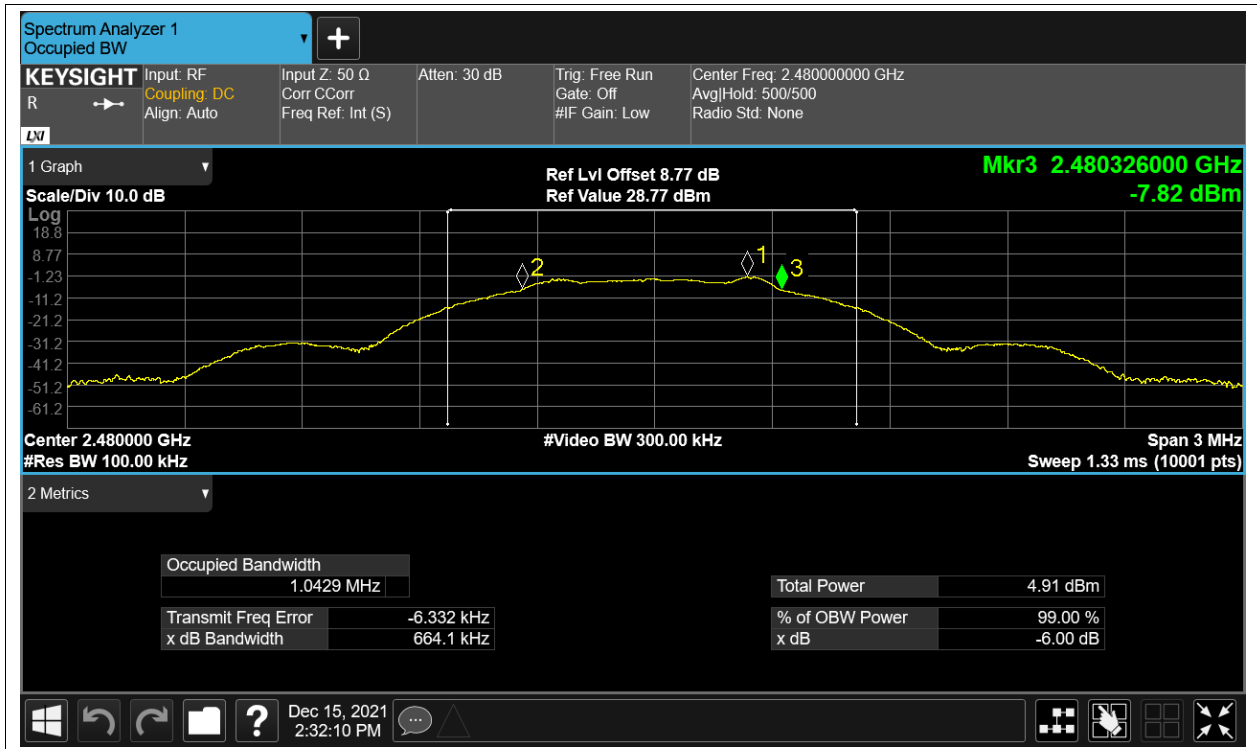 Spectrum Analyzer 1
Occupied BW
+
KEYSIGHT Input: RF Input Z: 50 Ω Atten: 30 dB Trig: Free Run Center Freq: 2.480000000 GHz
R Coupling: DC Corr CCorr Gate: Off Avg|Hold: 500/500
Align: Auto Freq Ref: Int (S) #IF Gain: Low Radio Std: None
LXI
1 Graph Ref Lvl Offset 8.77 dB Mkr3 2.480326000 GHz
Scale/Div 10.0 dB Ref Value 28.77 dBm -7.82 dBm
Log
18.8
8.77
-1.23
-11.2
-21.2
-31.2
-41.2
-51.2
-61.2
2 1 3
Center 2.480000 GHz #Video BW 300.00 kHz Span 3 MHz
#Res BW 100.00 kHz Sweep 1.33 ms (10001 pts)
2 Metrics
Occupied Bandwidth
1.0429 MHz Total Power 4.91 dBm
Transmit Freq Error -6.332 kHz % of OBW Power 99.00 %
x dB Bandwidth 664.1 kHz x dB -6.00 dB
? Dec 15, 2021
2:32:10 PM